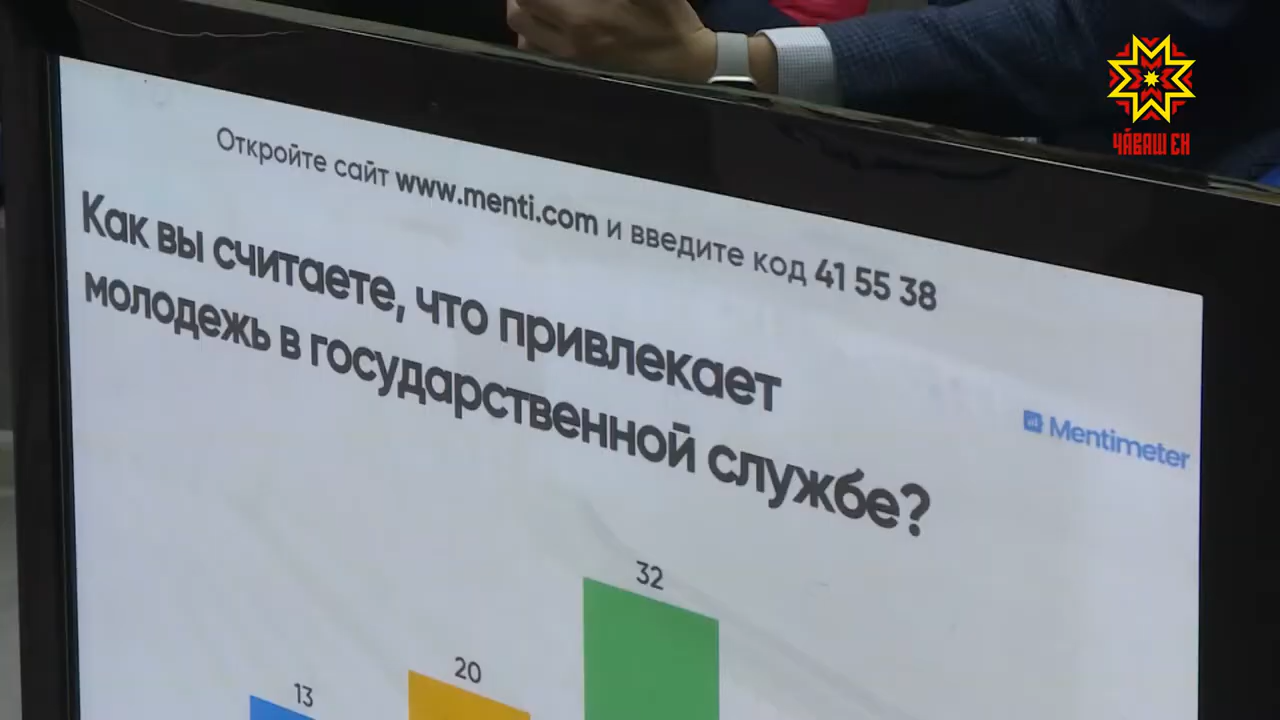 Откройте сайт www.menti.com и введите код 41 55 38
Как вы считаете, что привлекает
молодежь в государственной службе?
Mentimeter
32
20
13
ЧӐВАШ ЕН